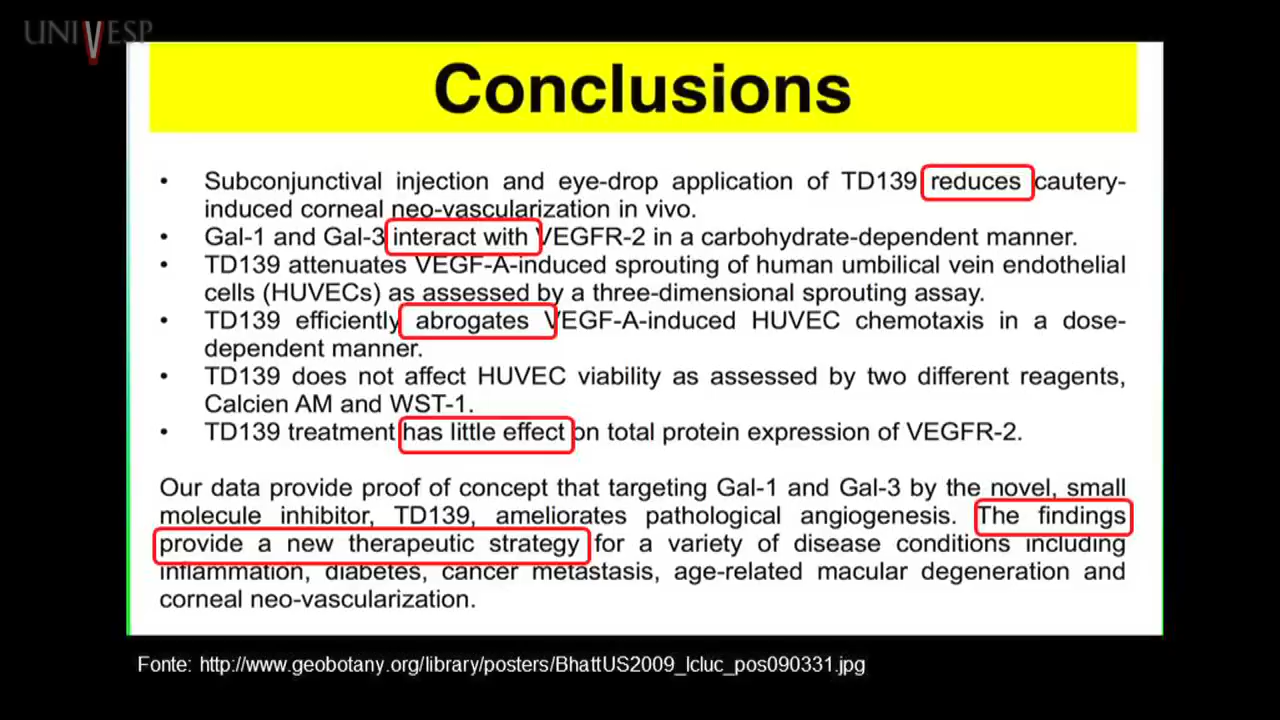 UNIVESP
Conclusions
• Subconjunctival injection and eye-drop application of TD139 reduces cautery-
induced corneal neo-vascularization in vivo.
• Gal-1 and Gal-3 interact with VEGFR-2 in a carbohydrate-dependent manner.
• TD139 attenuates VEGF-A-induced sprouting of human umbilical vein endothelial
cells (HUVECs) as assessed by a three-dimensional sprouting assay.
• TD139 efficiently abrogates VEGF-A-induced HUVEC chemotaxis in a dose-
dependent manner.
• TD139 does not affect HUVEC viability as assessed by two different reagents,
Calcien AM and WST-1.
• TD139 treatment has little effect on total protein expression of VEGFR-2.
Our data provide proof of concept that targeting Gal-1 and Gal-3 by the novel, small
molecule inhibitor, TD139, ameliorates pathological angiogenesis. The findings
provide a new therapeutic strategy for a variety of disease conditions including
inflammation, diabetes, cancer metastasis, age-related macular degeneration and
corneal neo-vascularization.
Fonte: http://www.geobotany.org/library/posters/BhattUS2009_lcluc_pos090331.jpg